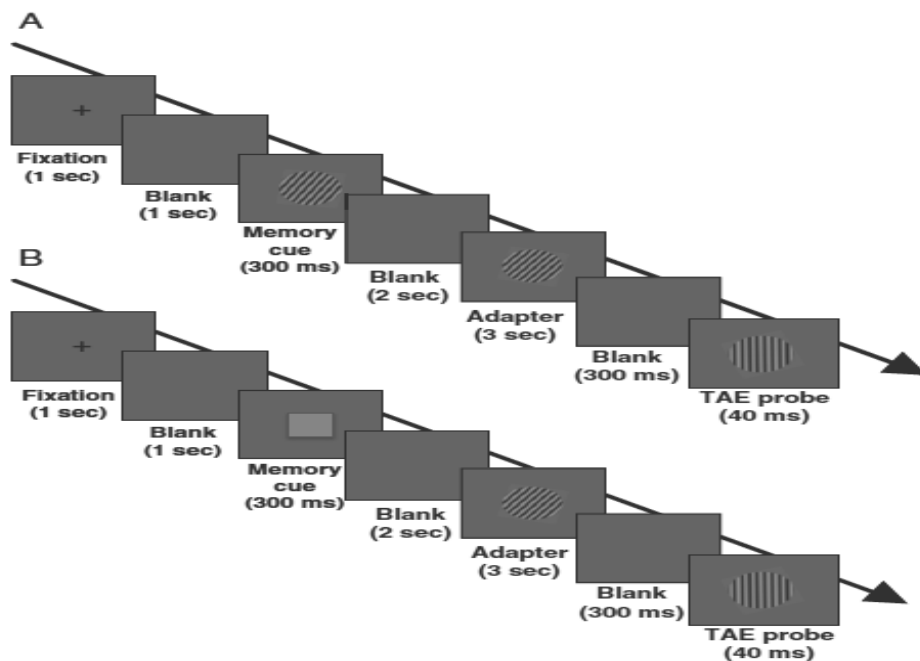 A
Fixation
(1 sec)
Blank
(1 sec)
Memory
cue
(300 ms)
Blank
(2 sec)
Adapter
(3 sec)
Blank
(300 ms)
TAE probe
(40 ms)
B
Fixation
(1 sec)
Blank
(1 sec)
Memory
cue
(300 ms)
Blank
(2 sec)
Adapter
(3 sec)
Blank
(300 ms)
TAE probe
(40 ms)